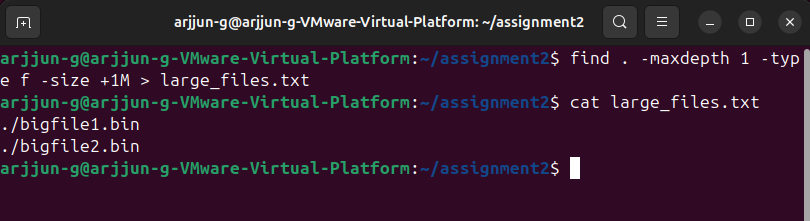 arjjun-g@arjjun-g-VMware-Virtual-Platform: ~/assignment2
arjjun-g@arjjun-g-VMware-Virtual-Platform:~/assignment2$ find . -maxdepth 1 -typ
e f -size +1M > large_files.txt
arjjun-g@arjjun-g-VMware-Virtual-Platform:~/assignment2$ cat large_files.txt
./bigfile1.bin
./bigfile2.bin
arjjun-g@arjjun-g-VMware-Virtual-Platform:~/assignment2$